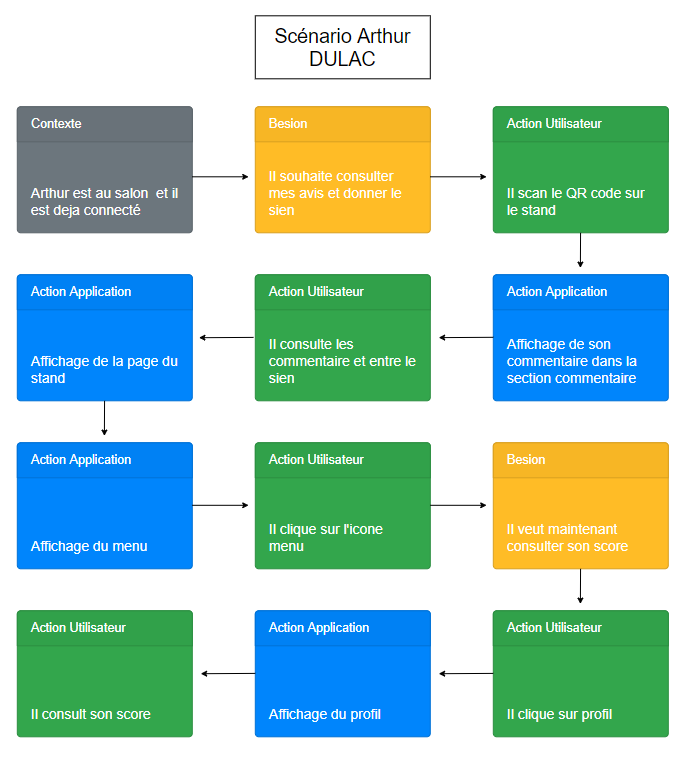 Scénario Arthur
DULAC
Contexte
Arthur est au salon et il
est deja connecté
Besion
Il souhaite consulter
mes avis et donner le
sien
Action Utilisateur
Il scan le QR code sur
le stand
Action Application
Affichage de la page du
stand
Action Utilisateur
Il consulte les
commentaire et entre le
sien
Action Application
Affichage de son
commentaire dans la
section commentaire
Action Application
Affichage du menu
Action Utilisateur
Il clique sur l'icone
menu
Besion
Il veut maintenant
consulter son score
Action Utilisateur
Il consult son score
Action Application
Affichage du profil
Action Utilisateur
Il clique sur profil